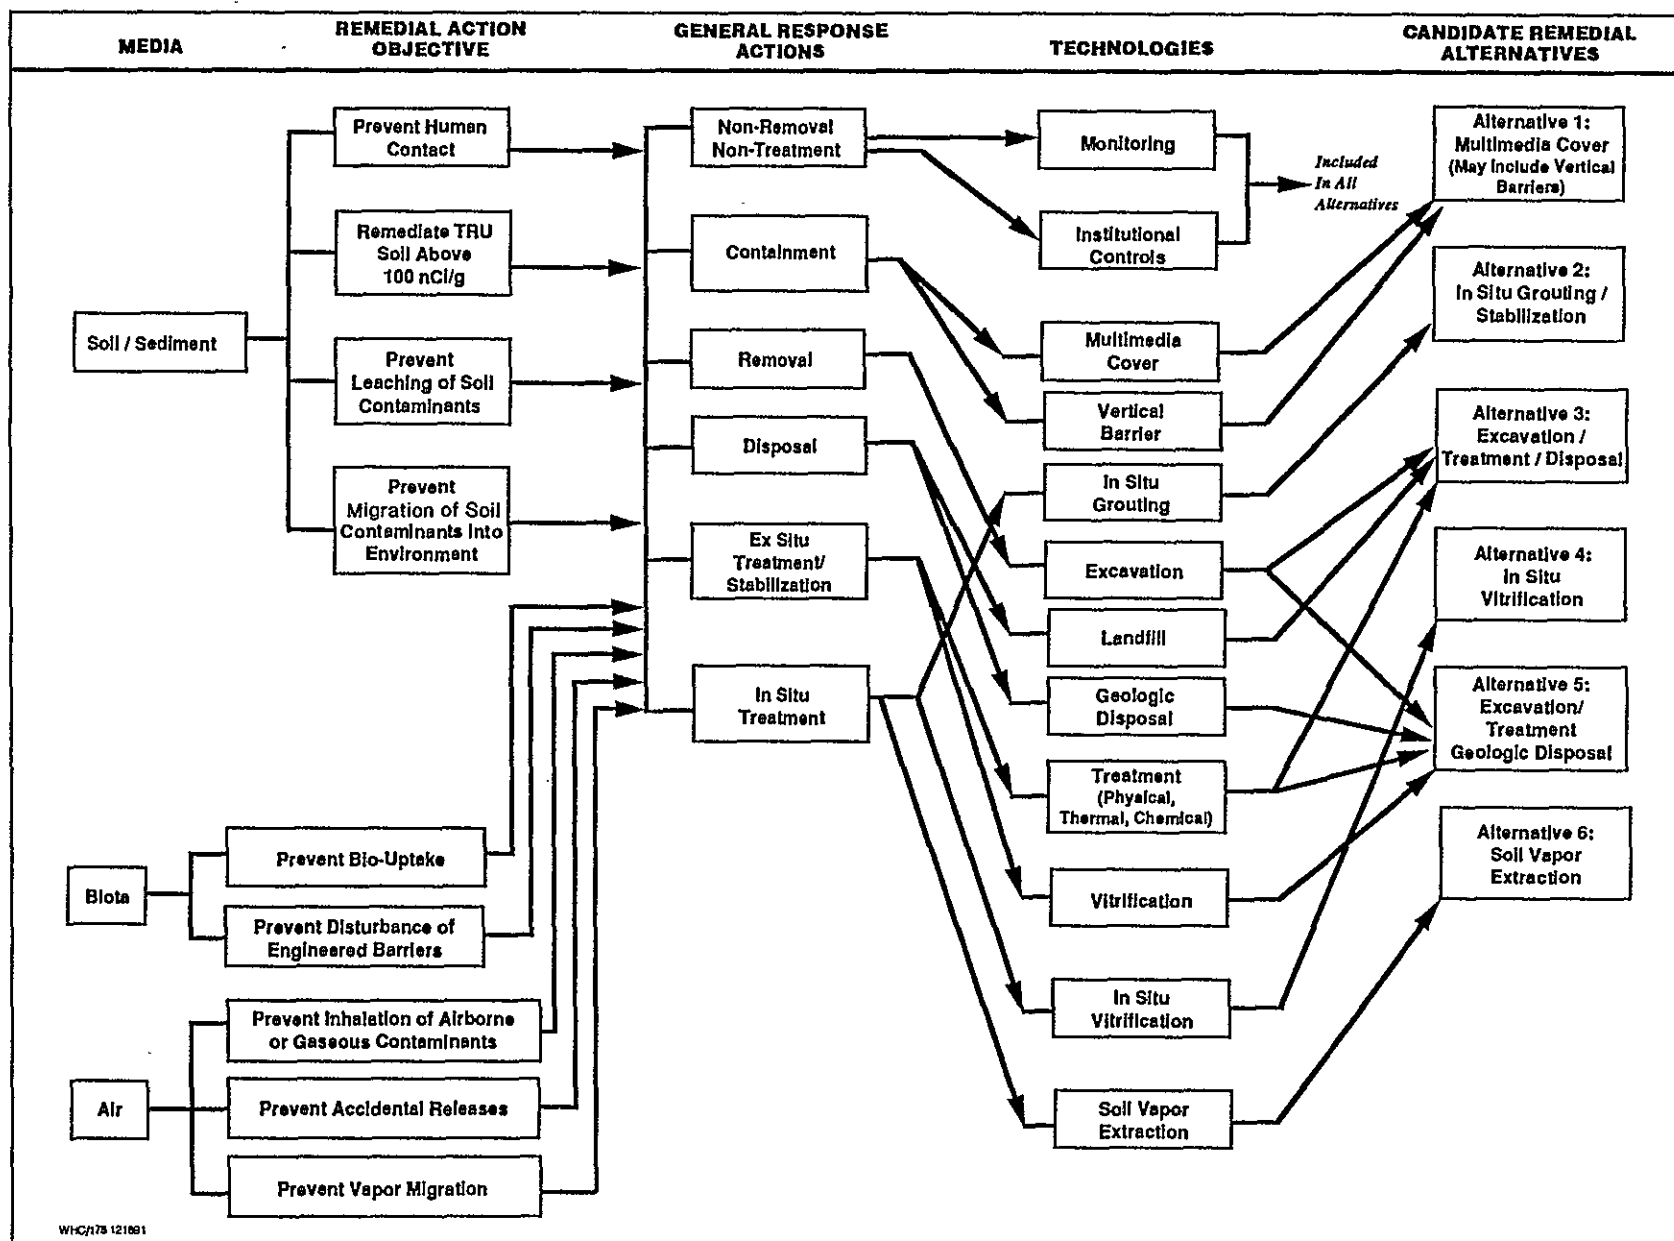 MEDIA
REMEDIAL ACTION
OBJECTIVE
GENERAL RESPONSE
ACTIONS
TECHNOLOGIES
CANDIDATE REMEDIAL
ALTERNATIVES
Soil / Sediment
Prevent Human
Contact
Remediate TRU
Soil Above
100 nCi/g
Prevent
Leaching of Soil
Contaminants
Prevent
Migration of Soil
Contaminants Into
Environment
Biota
Prevent Bio-Uptake
Prevent Disturbance of
Engineered Barriers
Air
Prevent Inhalation of Airborne
or Gaseous Contaminants
Prevent Accidental Releases
Prevent Vapor Migration
Non-Removal
Non-Treatment
Containment
Removal
Disposal
Ex Situ
Treatment/
Stabilization
In Situ
Treatment
Monitoring
Institutional
Controls
Included
In All
Alternatives
Multimedia
Cover
Vertical
Barrier
In Situ
Grouting
Excavation
Landfill
Geologic
Disposal
Treatment
(Physical,
Thermal, Chemical)
Vitrification
In Situ
Vitrification
Soil Vapor
Extraction
Alternative 1:
Multimedia Cover
(May Include Vertical
Barriers)
Alternative 2:
In Situ Grouting /
Stabilization
Alternative 3:
Excavation /
Treatment / Disposal
Alternative 4:
In Situ
Vitrification
Alternative 5:
Excavation/
Treatment
Geologic Disposal
Alternative 6:
Soil Vapor
Extraction